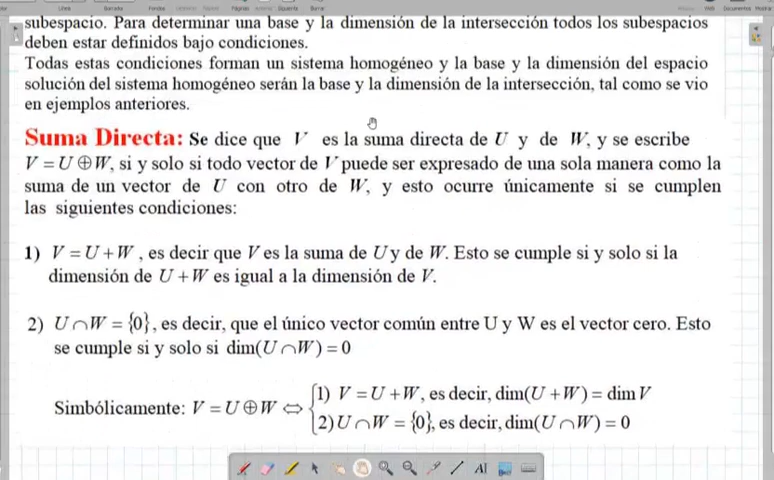 subespacio. Para determinar una base y la dimensión de la intersección todos los subespacios
deben estar definidos bajo condiciones.
Todas estas condiciones forman un sistema homogéneo y la base y la dimensión del espacio
solución del sistema homogéneo serán la base y la dimensión de la intersección, tal como se vio
en ejemplos anteriores.
Suma Directa: Se dice que V es la suma directa de U y de W, y se escribe
V = U ⊕ W, si y solo si todo vector de V puede ser expresado de una sola manera como la
suma de un vector de U con otro de W, y esto ocurre únicamente si se cumplen
las siguientes condiciones:
1) V = U + W , es decir que V es la suma de U y de W. Esto se cumple si y solo si la
dimensión de U + W es igual a la dimensión de V.
2) U ∩ W = {0}, es decir, que el único vector común entre U y W es el vector cero. Esto
se cumple si y solo si dim(U ∩ W) = 0
Simbólicamente: V = U ⊕ W ⇔ { 1) V = U + W, es decir, dim(U + W) = dim V
2) U ∩ W = {0}, es decir, dim(U ∩ W) = 0
AI